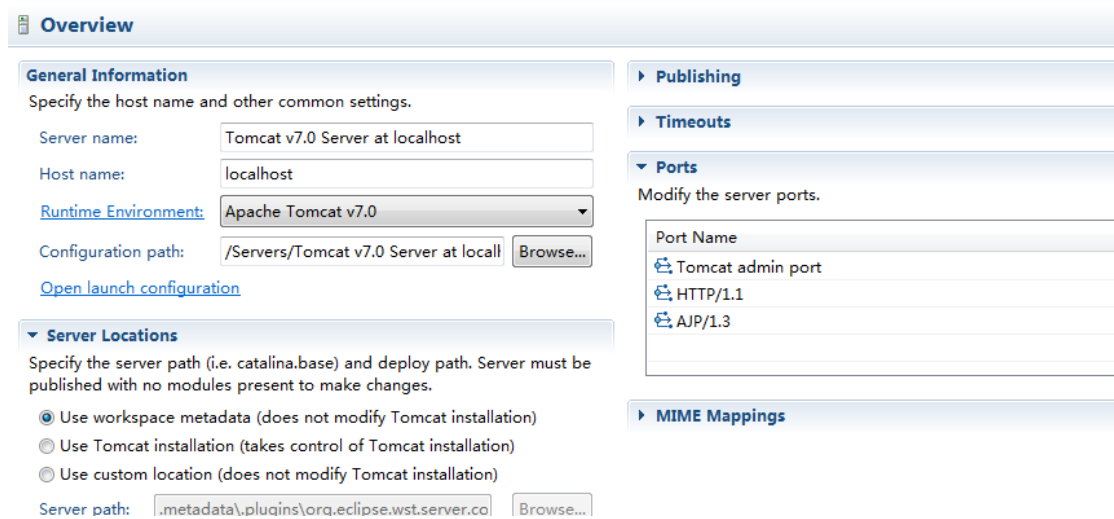 Overview
General Information
Specify the host name and other common settings.
Server name: Tomcat v7.0 Server at localhost
Host name: localhost
Runtime Environment: Apache Tomcat v7.0
Configuration path: /Servers/Tomcat v7.0 Server at local Browse...
Open launch configuration
Server Locations
Specify the server path (i.e. catalina.base) and deploy path. Server must be
published with no modules present to make changes.
Use workspace metadata (does not modify Tomcat installation)
Use Tomcat installation (takes control of Tomcat installation)
Use custom location (does not modify Tomcat installation)
Server path: .metadata\.plugins\org.eclipse.wst.server.co Browse...
Publishing
Timeouts
Ports
Modify the server ports.
Port Name
Tomcat admin port
HTTP/1.1
AJP/1.3
MIME Mappings